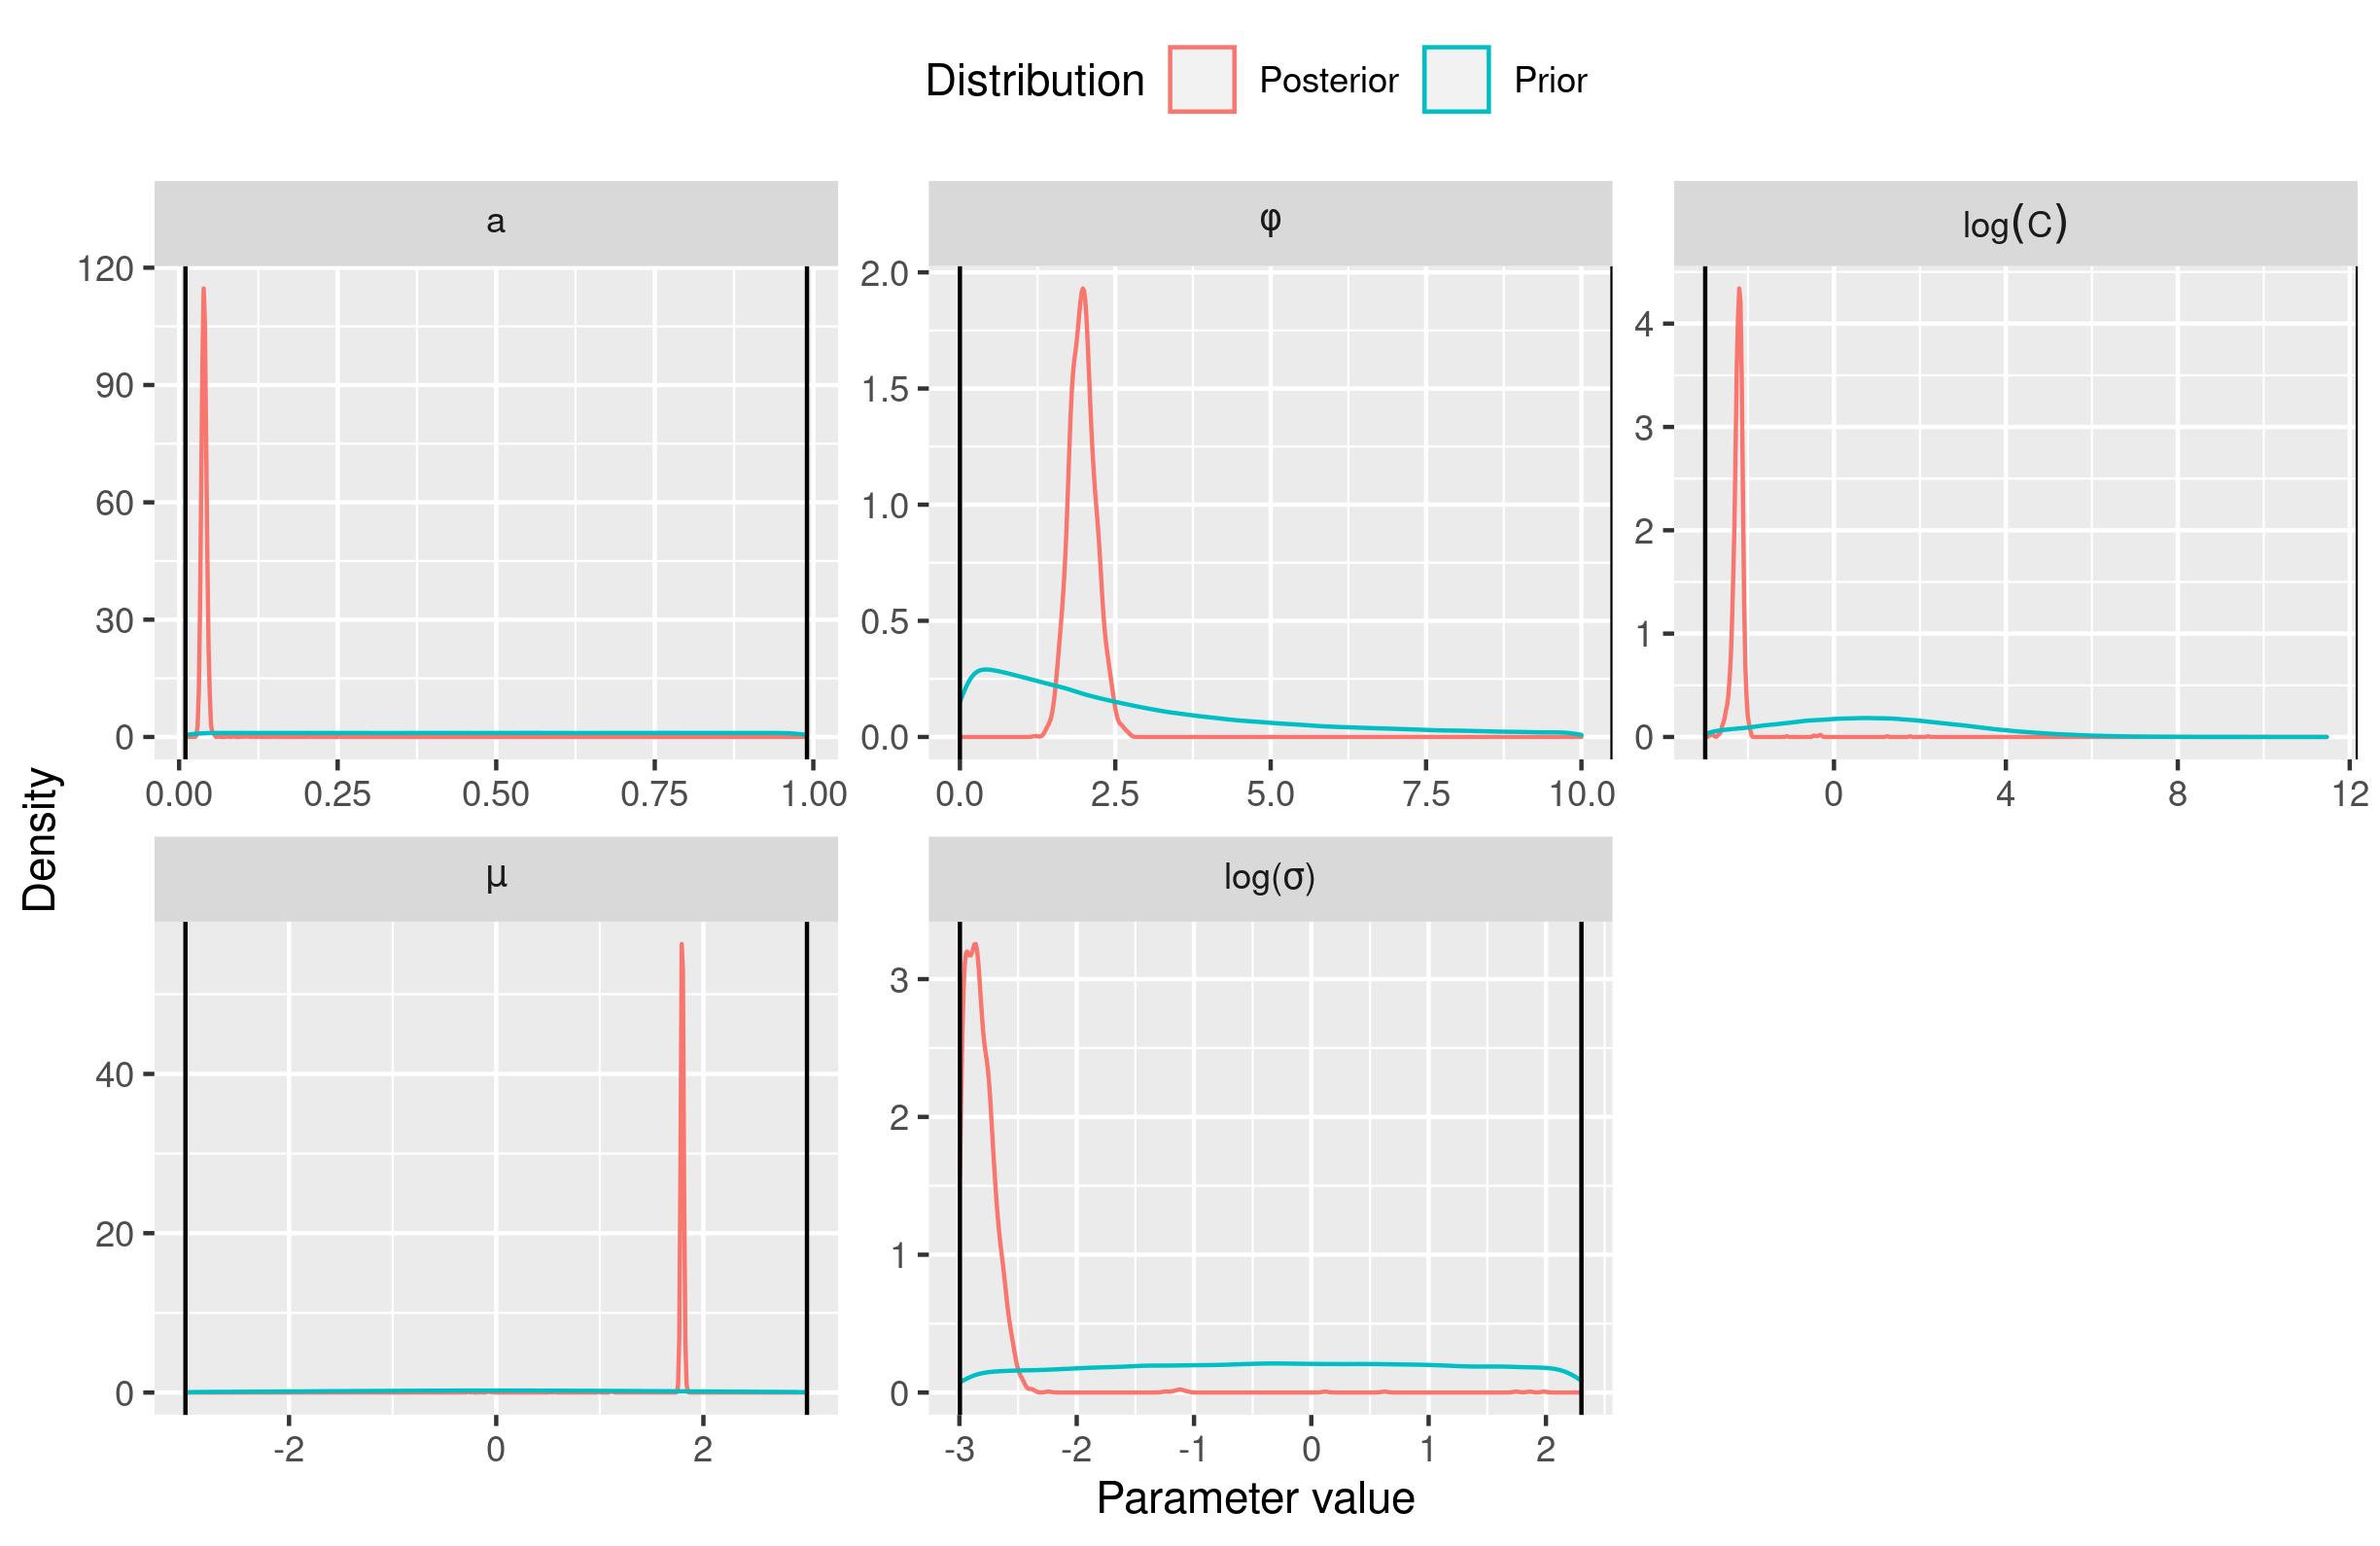 Distribution Posterior Prior
a
φ
log(C)
120
90
60
30
0
2.0
1.5
1.0
0.5
0.0
4
3
2
1
0
0.00 0.25 0.50 0.75 1.00
0.0 2.5 5.0 7.5 10.0
0 4 8 12
Density
μ
log(σ)
40
20
0
3
2
1
0
-2 0 2
-3 -2 -1 0 1 2
Parameter value